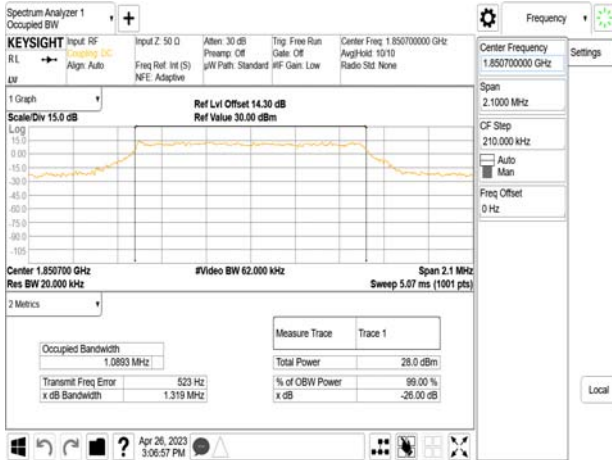 Spectrum Analyzer 1
Occupied BW
+
KEYSIGHT
RL
Input: RF
Coupling: DC
Align: Auto
Input Z: 50 Ω
Freq Ref: Int (S)
NFE: Adaptive
Atten: 30 dB
Preamp: Off
µW Path: Standard
Trig: Free Run
Gate: Off
#IF Gain: Low
Center Freq: 1.850700000 GHz
Avg|Hold: 10/10
Radio Std: None
1 Graph
Scale/Div 15.0 dB
Ref Lvl Offset 14.30 dB
Ref Value 30.00 dBm
Log
15.0
0.00
-15.0
-30.0
-45.0
-60.0
-75.0
-90.0
-105
Center 1.850700 GHz
Res BW 20.000 kHz
#Video BW 62.000 kHz
Span 2.1 MHz
Sweep 5.07 ms (1001 pts)
2 Metrics
Occupied Bandwidth
1.0893 MHz
Transmit Freq Error 523 Hz
x dB Bandwidth 1.319 MHz
Measure Trace Trace 1
Total Power 28.0 dBm
% of OBW Power 99.00 %
x dB -26.00 dB
Frequency
Settings
Center Frequency
1.850700000 GHz
Span
2.1000 MHz
CF Step
210.000 kHz
Auto
Man
Freq Offset
0 Hz
Local
?
Apr 26, 2023
3:06:57 PM